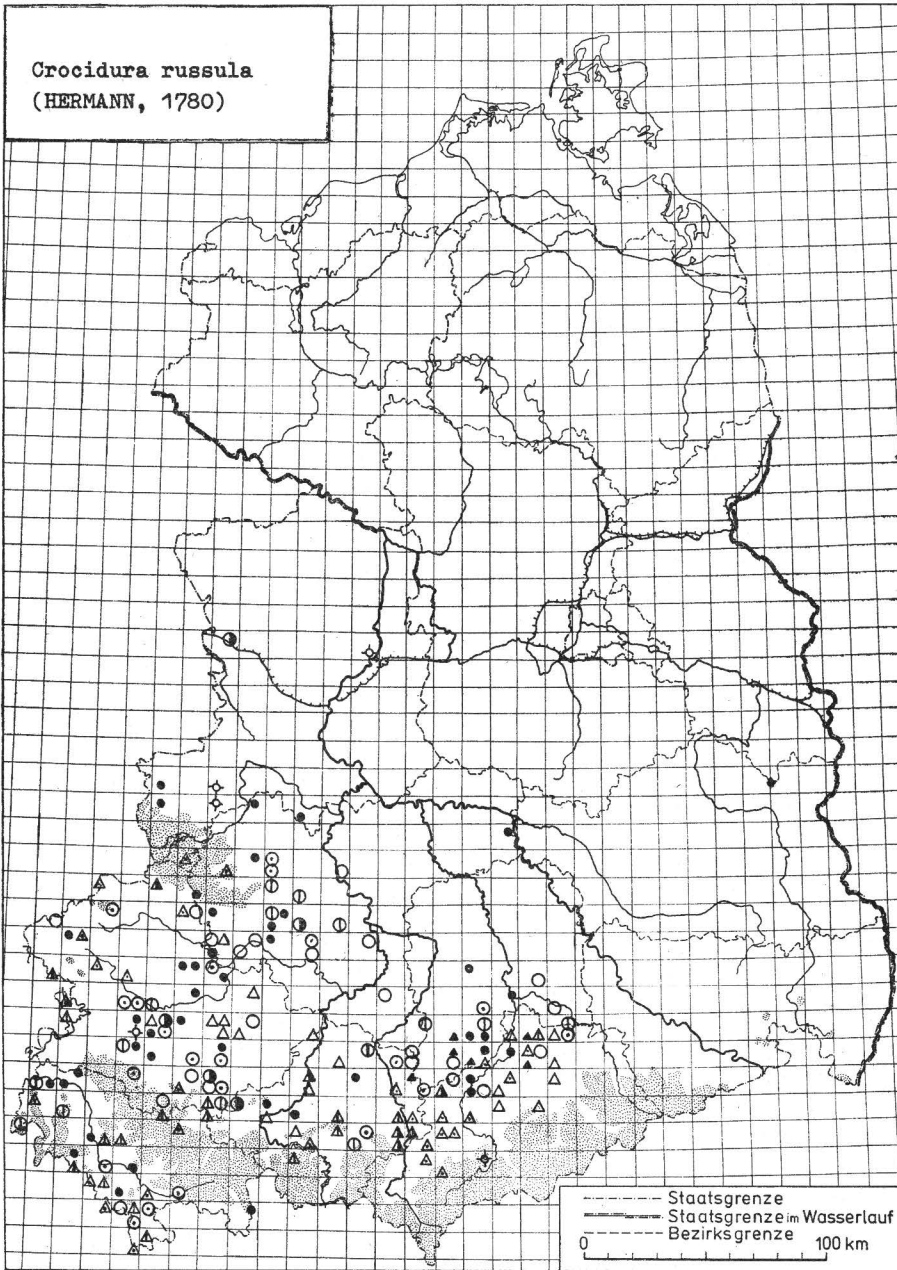 Crocidura russula
(HERMANN, 1780)
Staatsgrenze
Staatsgrenze im Wasserlauf
Bezirksgrenze
0 100 km